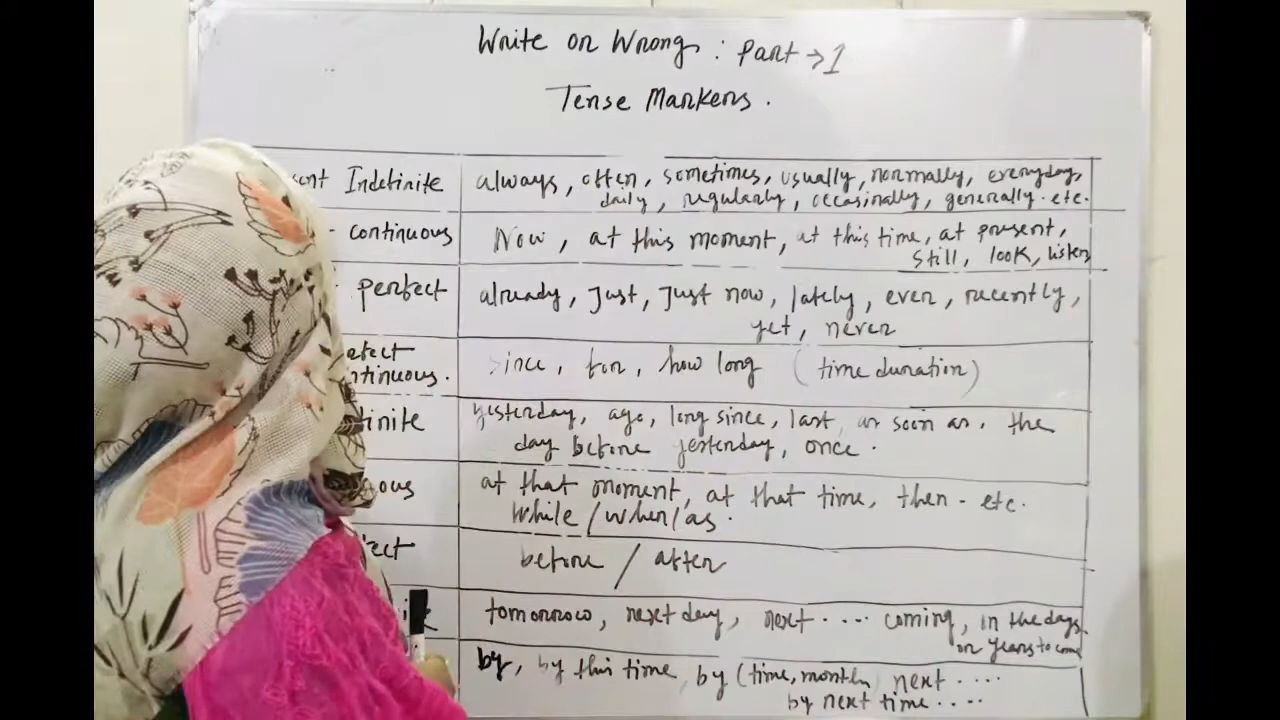 Write or Wrong : Part → 1
Tense Markers.
Indefinite
always, often, sometimes, usually, normally, everyday,
daily, regularly, occasinally, generally. etc.
- continuous
Now, at this moment, at this time, at present,
still, look, listen
perfect
already, Just, Just now, lately, ever, recently,
yet, never
since, for, how long (time duration)
yesterday, ago, long since, last, as soon as, the
day before yesterday, once.
at that moment, at that time, then - etc.
While / when / as.
before / after
tomorrow, next day, next .... coming, in the days
or years to come
by, by this time, by (time, month) next ....
by next time ....